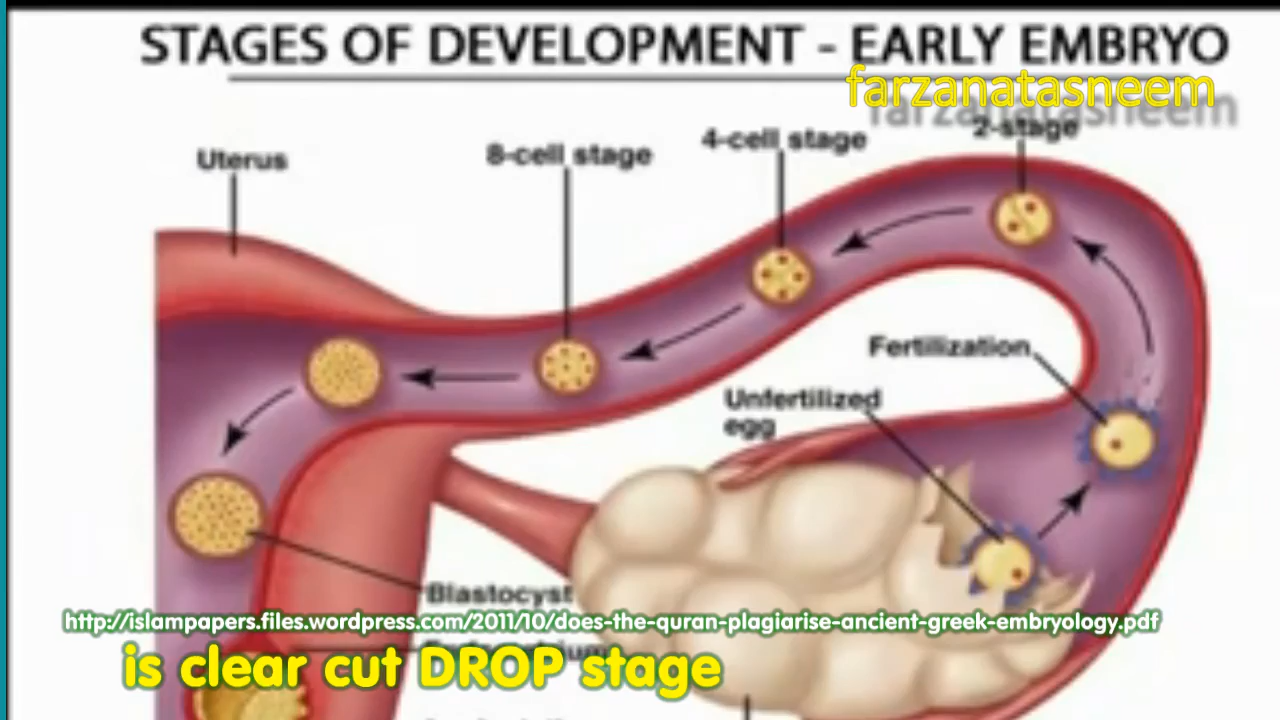 STAGES OF DEVELOPMENT - EARLY EMBRYO
farzanatasneem
2-stage
4-cell stage
8-cell stage
Uterus
Fertilization
Unfertilized
egg
Blastocyst
http://islampapers.files.wordpress.com/2011/10/does-the-quran-plagiarise-ancient-greek-embryology.pdf
is clear cut DROP stage